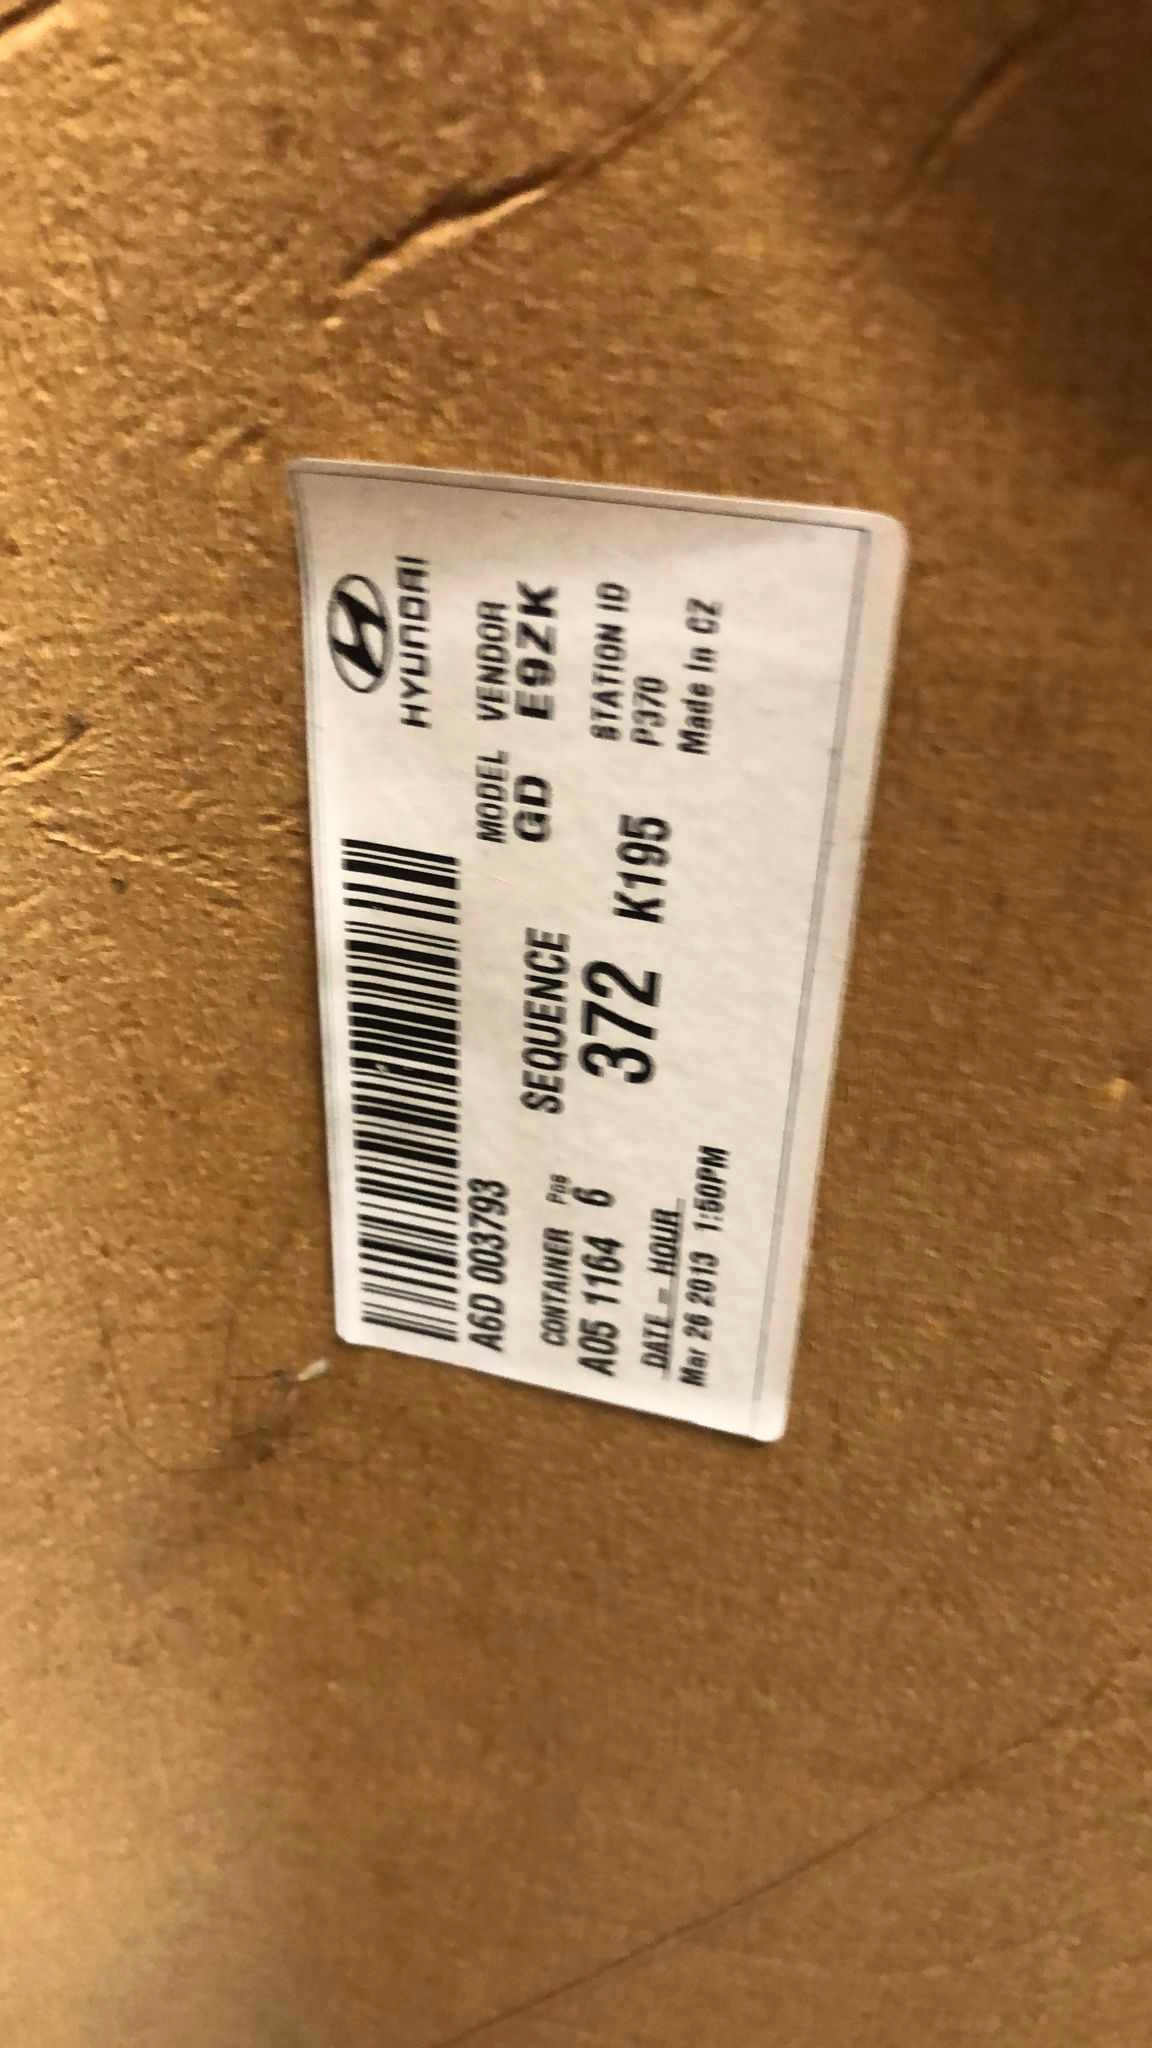 HYUNDAI
A6D 003793
MODEL VENDOR
GD E9ZK
CONTAINER Pos
A05 1164 6
SEQUENCE
372 K195
STATION ID
P370
DATE - HOUR
Mar 26 2013 1:50PM
Made In CZ